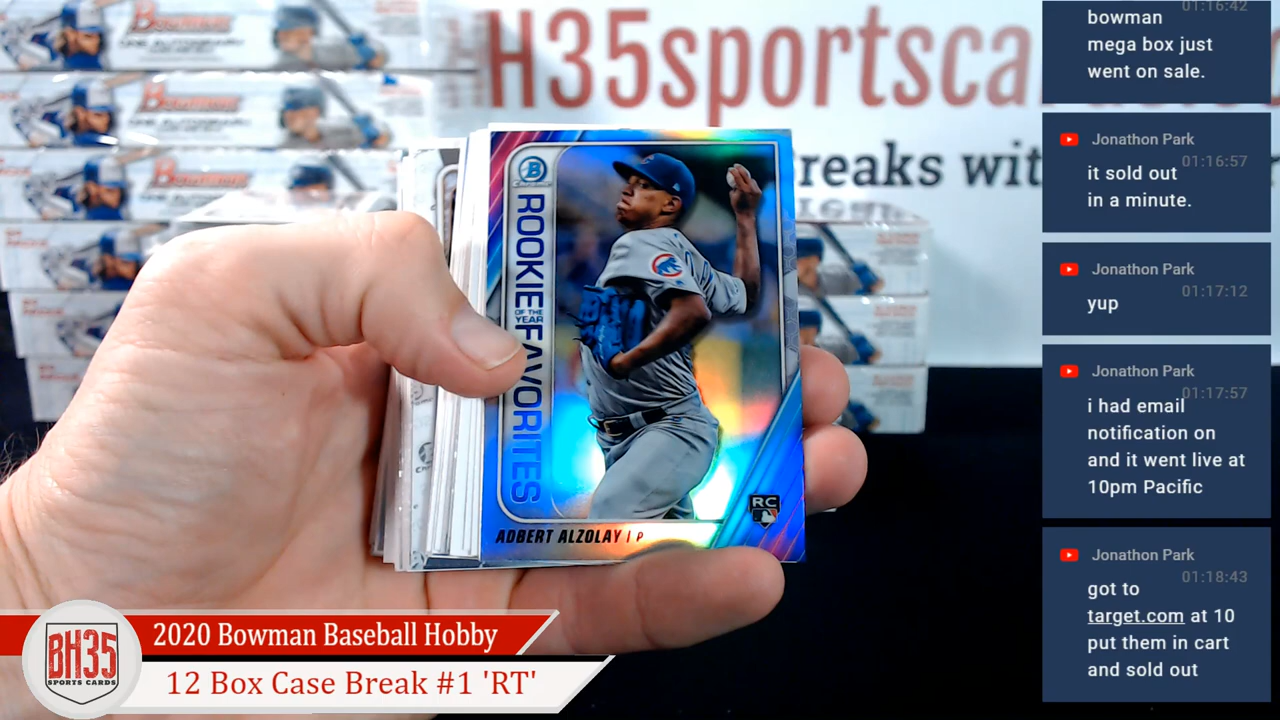 Bowman
Bowman
Bowman
H35sportsca
reaks wit
B
ROOKIE
OF THE
YEAR
FAVORITES
ADBERT ALZOLAY | P
RC
BH35
SPORTS CARDS
2020 Bowman Baseball Hobby
12 Box Case Break #1 'RT'
01:16:42
bowman
mega box just
went on sale.
Jonathon Park
01:16:57
it sold out
in a minute.
Jonathon Park
01:17:12
yup
Jonathon Park
01:17:57
i had email
notification on
and it went live at
10pm Pacific
Jonathon Park
01:18:43
got to
target.com at 10
put them in cart
and sold out